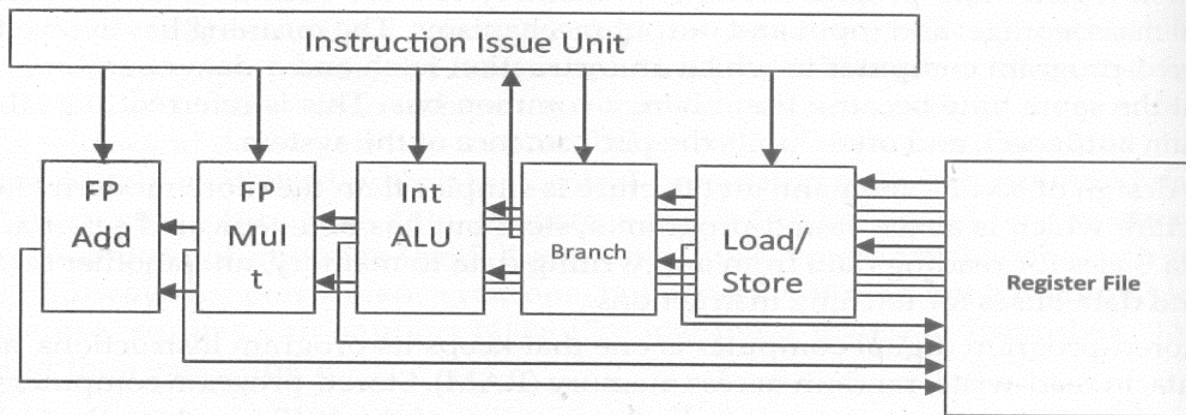 Instruction Issue Unit
FP
Add
FP
Mul
t
Int
ALU
Branch
Load/
Store
Register File